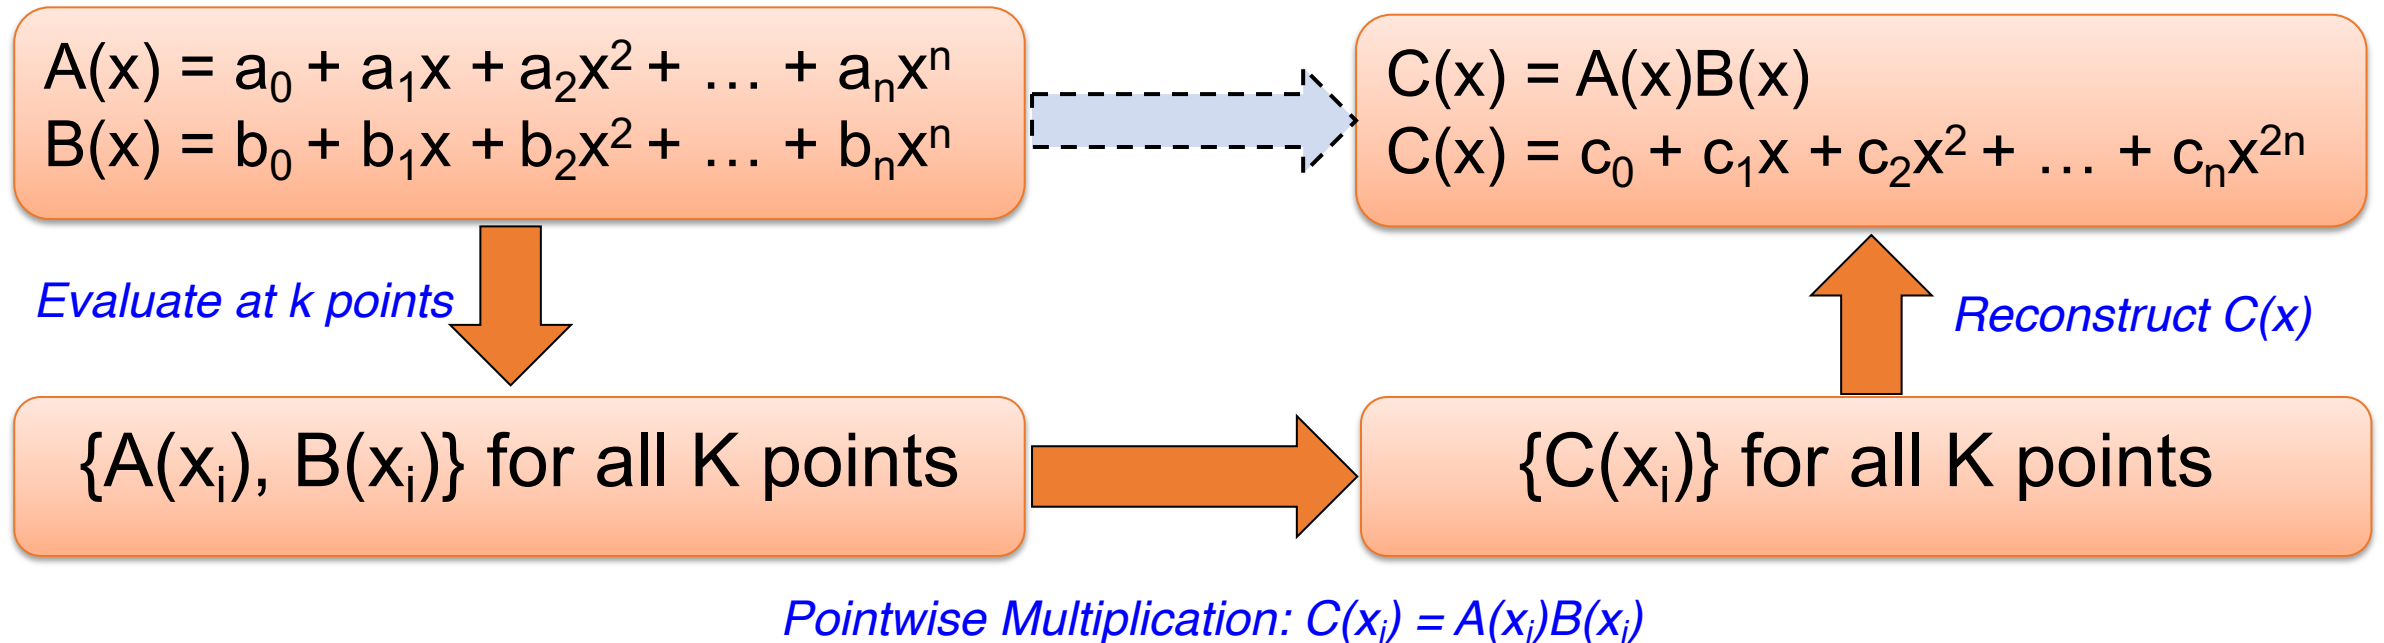 A(x) = a₀ + a₁x + a₂x² + … + aₙxⁿ
B(x) = b₀ + b₁x + b₂x² + … + bₙxⁿ
C(x) = A(x)B(x)
C(x) = c₀ + c₁x + c₂x² + … + cₙx²ⁿ
Evaluate at k points
Reconstruct C(x)
{A(xᵢ), B(xᵢ)} for all K points
{C(xᵢ)} for all K points
Pointwise Multiplication: C(xᵢ) = A(xᵢ)B(xᵢ)